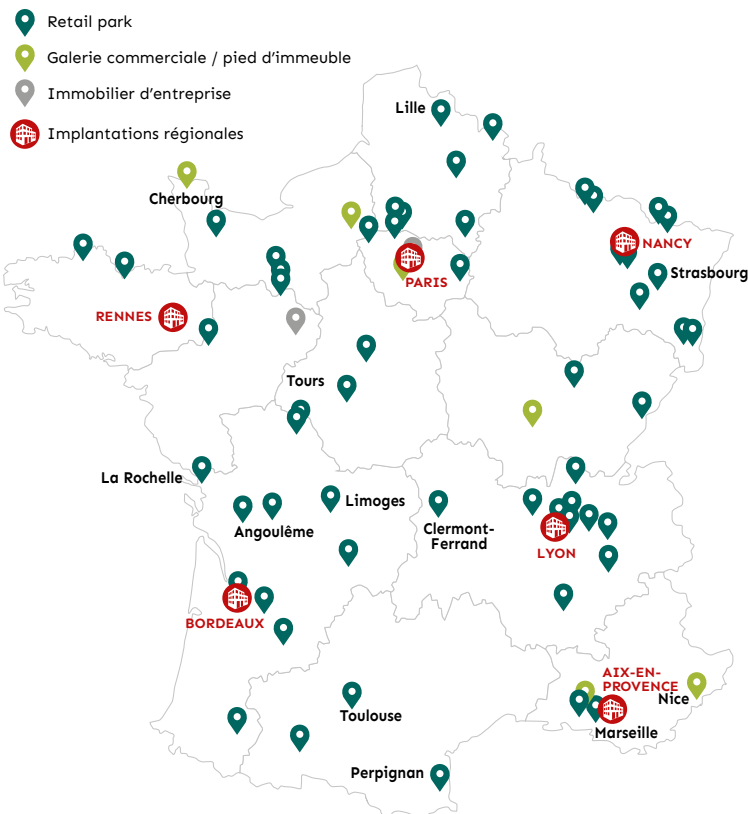 Retail park
Galerie commerciale / pied d'immeuble
Immobilier d'entreprise
Implantations régionales
Lille
Cherbourg
NANCY
Strasbourg
PARIS
RENNES
Tours
La Rochelle
Limoges
Angoulême
Clermont-
Ferrand
LYON
BORDEAUX
AIX-EN-
PROVENCE
Nice
Toulouse
Marseille
Perpignan